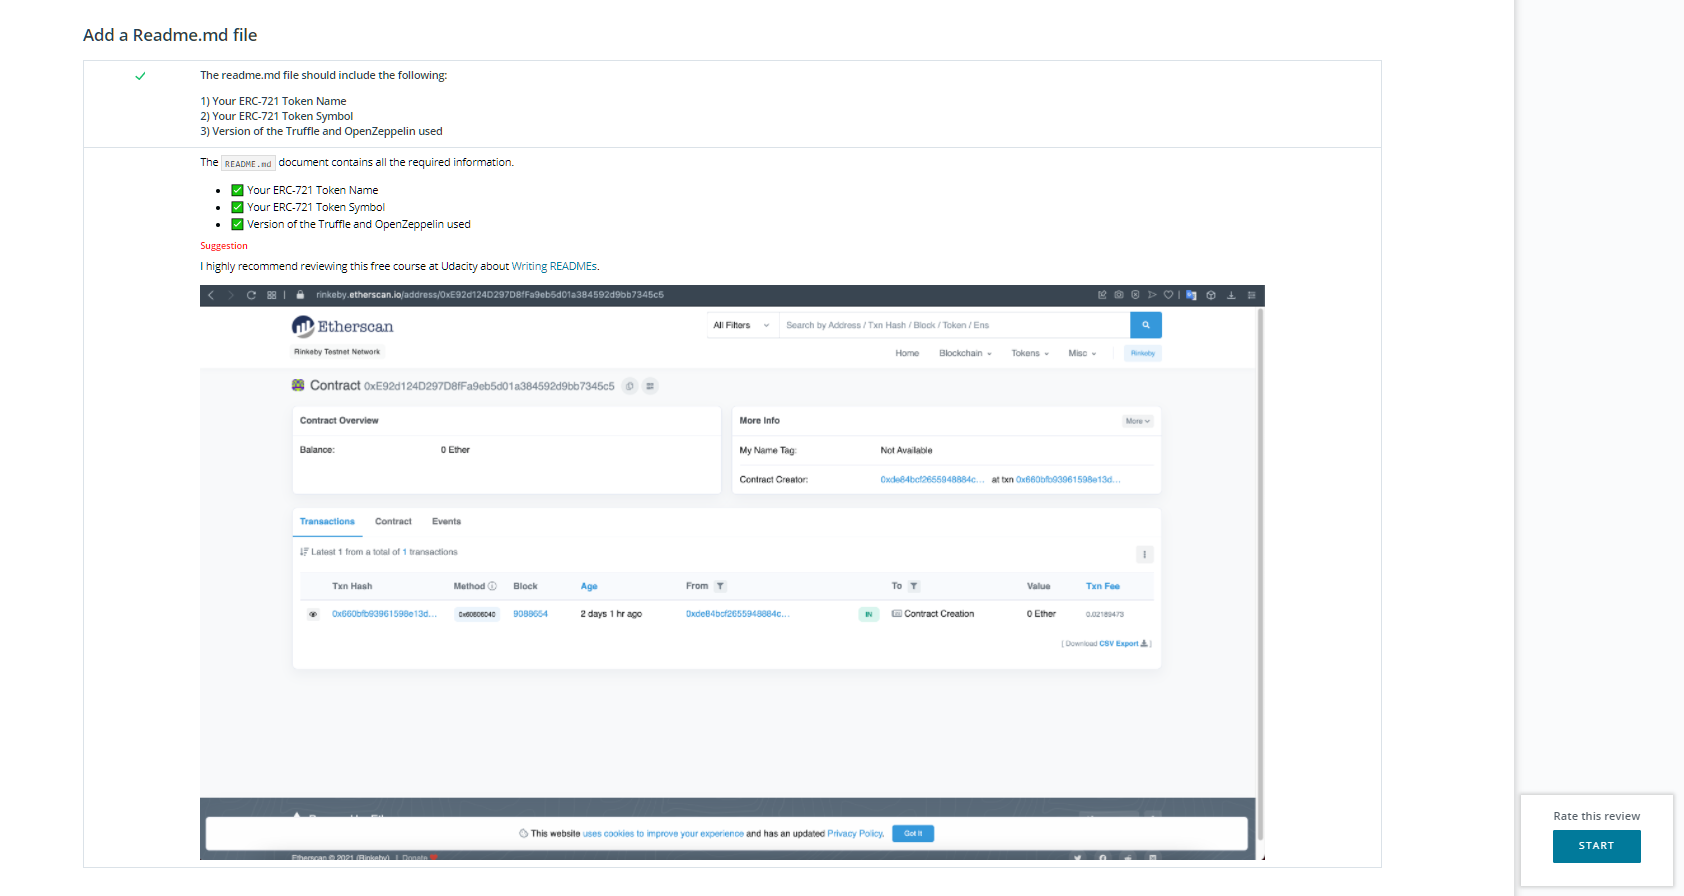 Add a Readme.md file
The readme.md file should include the following:
1) Your ERC-721 Token Name
2) Your ERC-721 Token Symbol
3) Version of the Truffle and OpenZeppelin used
The README.md document contains all the required information.
Your ERC-721 Token Name
Your ERC-721 Token Symbol
Version of the Truffle and OpenZeppelin used
Suggestion
I highly recommend reviewing this free course at Udacity about Writing READMEs.
rinkeby.etherscan.io/address/0xE92d124D297D8fFa9eb5d01a384592d9bb7345c5
Etherscan
All Filters
Search by Address / Txn Hash / Block / Token / Ens
Rinkeby Testnet Network
Home Blockchain Tokens Misc Rinkeby
Contract 0xE92d124D297D8fFa9eb5d01a384592d9bb7345c5
Contract Overview
More Info
More
Balance: 0 Ether
My Name Tag: Not Available
Contract Creator: 0xde84bcf2655948884c... at txn 0x660bfb93961598e13d...
Transactions Contract Events
Latest 1 from a total of 1 transactions
Txn Hash Method Block Age From To Value Txn Fee
0x660bfb93961598e13d... 0x60806040 9088654 2 days 1 hr ago 0xde84bcf2655948884c... IN Contract Creation 0 Ether 0.02189473
[ Download CSV Export ]
This website uses cookies to improve your experience and has an updated Privacy Policy. Got It
Etherscan © 2021 (Rinkeby) | Donate
Rate this review
START